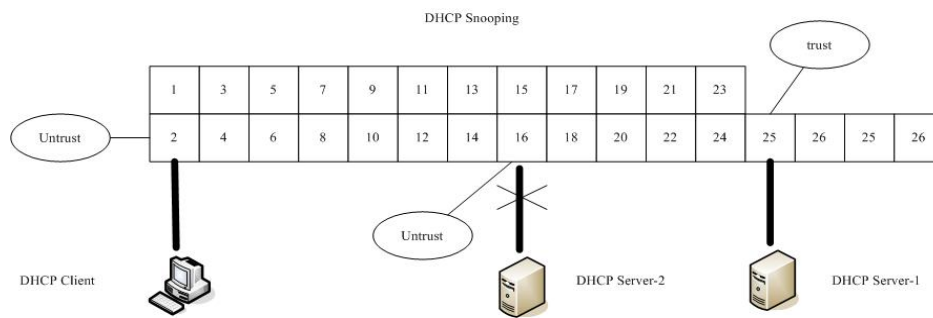 DHCP Snooping
trust
1 3 5 7 9 11 13 15 17 19 21 23
Untrust
2 4 6 8 10 12 14 16 18 20 22 24 25 26 25 26
Untrust
DHCP Client
DHCP Server-2
DHCP Server-1